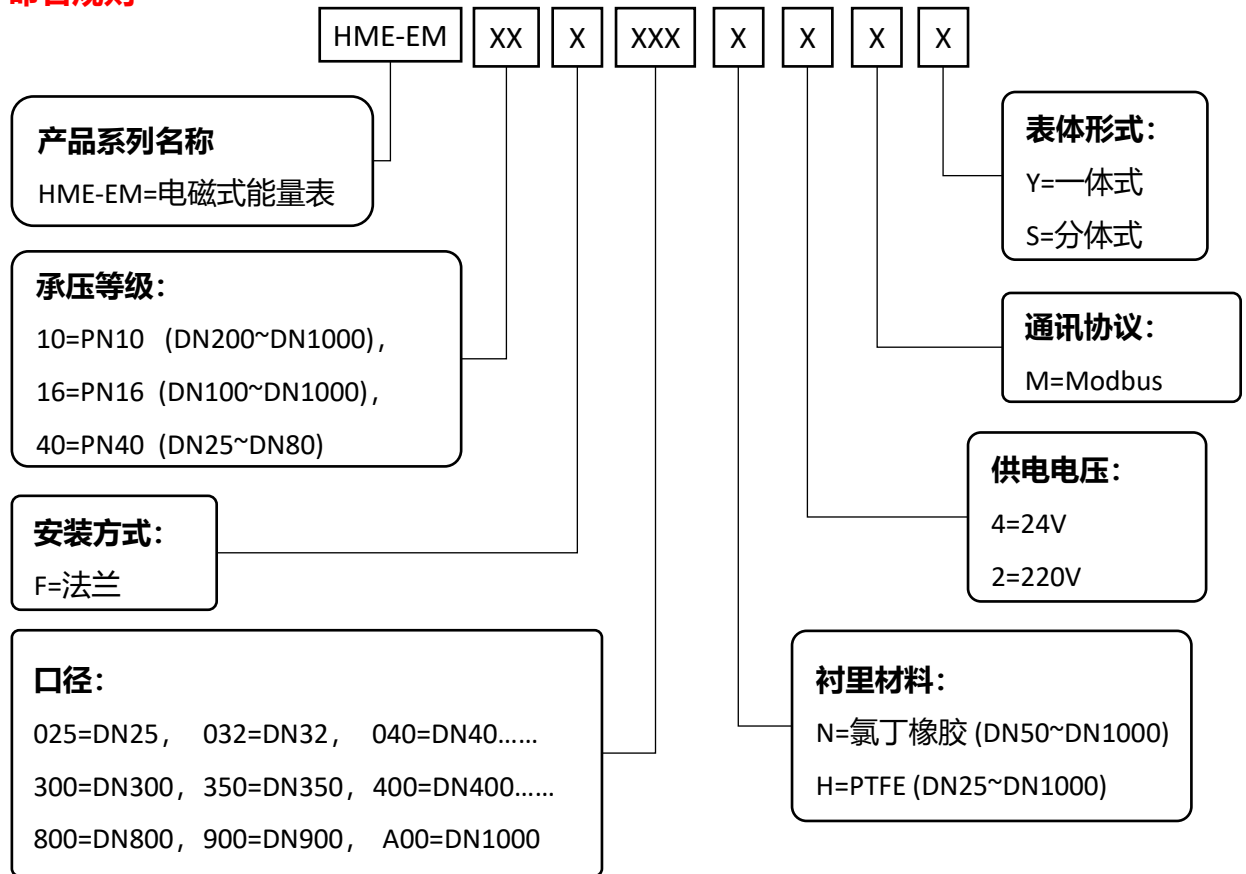 命名规则
HME-EM XX X XXX X X X X
产品系列名称
HME-EM=电磁式能量表
承压等级：
10=PN10 (DN200~DN1000)，
16=PN16 (DN100~DN1000)，
40=PN40 (DN25~DN80)
安装方式：
F=法兰
口径：
025=DN25， 032=DN32， 040=DN40……
300=DN300，350=DN350，400=DN400……
800=DN800，900=DN900， A00=DN1000
表体形式：
Y=一体式
S=分体式
通讯协议：
M=Modbus
供电电压：
4=24V
2=220V
衬里材料：
N=氯丁橡胶 (DN50~DN1000)
H=PTFE (DN25~DN1000)